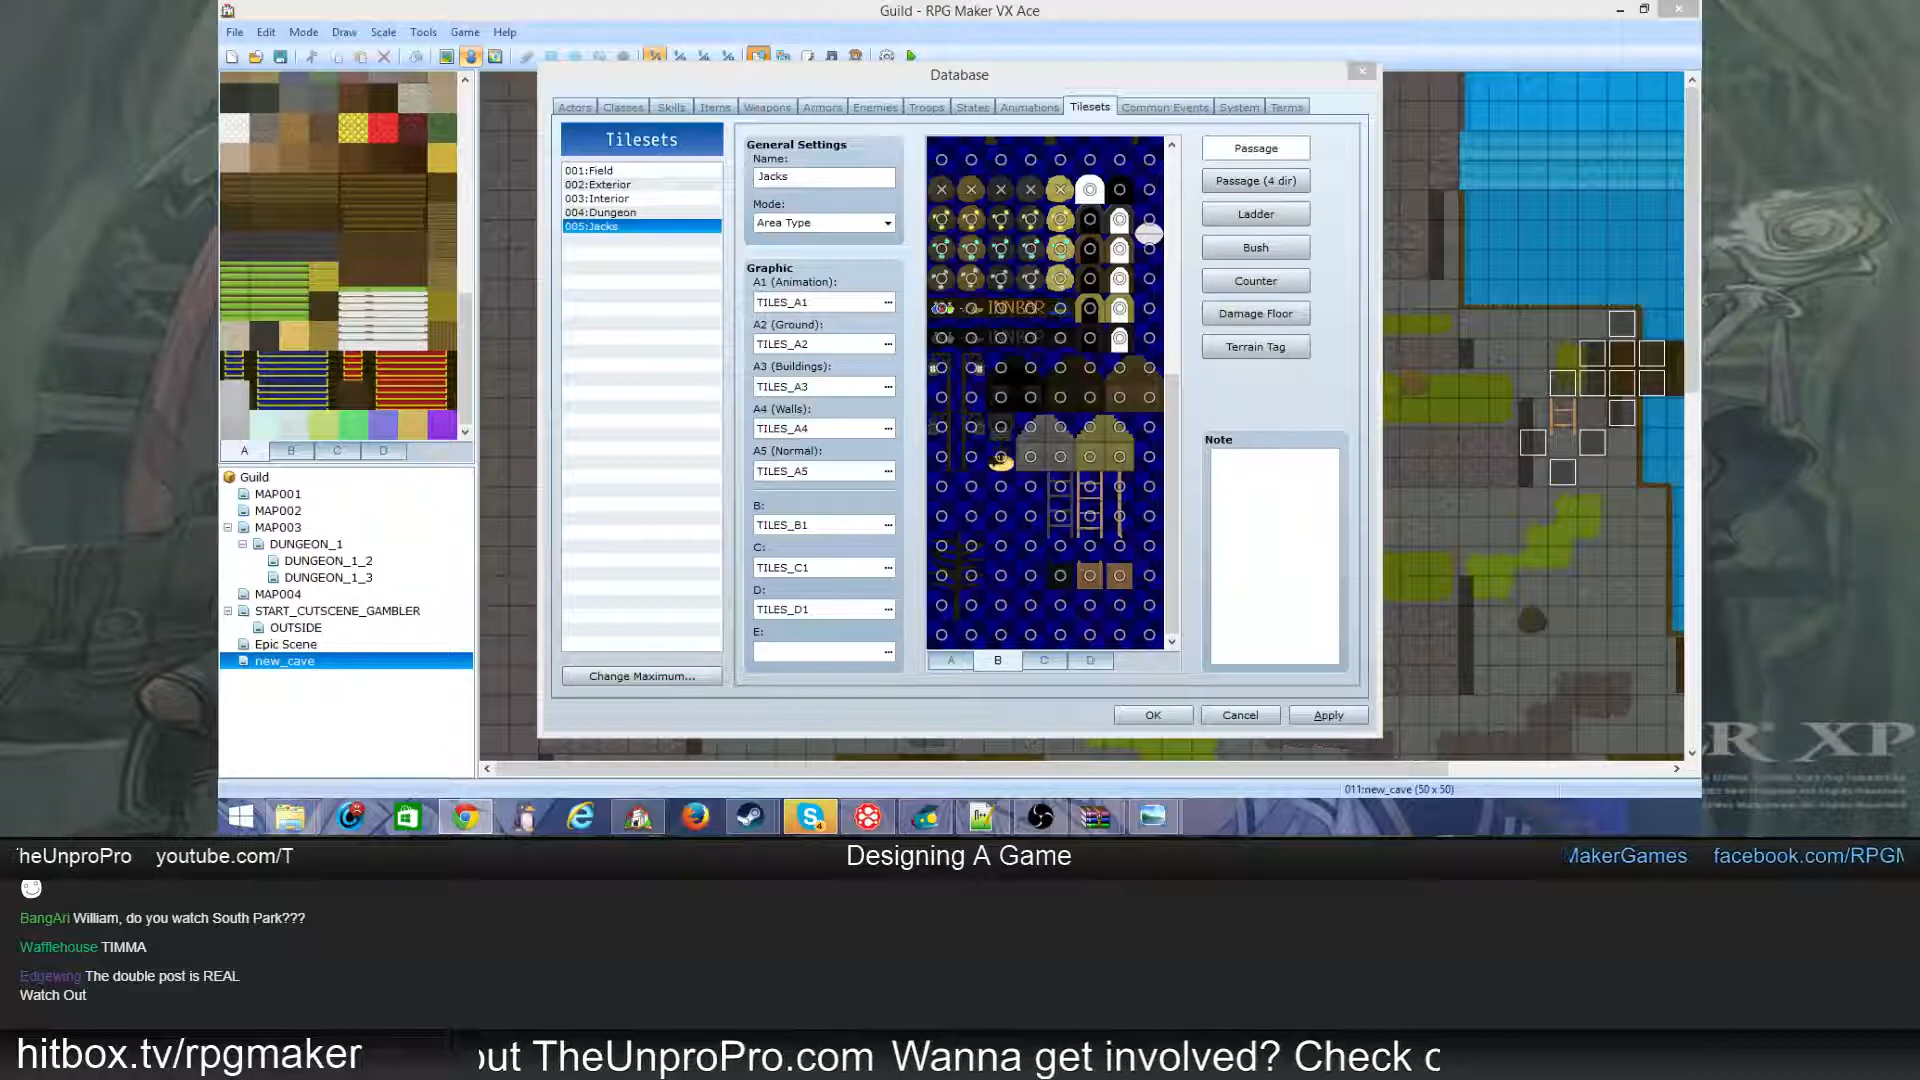 Guild - RPG Maker VX Ace
File Edit Mode Draw Scale Tools Game Help
Database
Actors Classes Skills Items Weapons Armors Enemies Troops States Animations Tilesets Common Events System Terms
Tilesets
001:Field
002:Exterior
003:Interior
004:Dungeon
005:Jacks
Change Maximum...
General Settings
Name:
Jacks
Mode:
Area Type
Graphic
A1 (Animation):
TILES_A1
A2 (Ground):
TILES_A2
A3 (Buildings):
TILES_A3
A4 (Walls):
TILES_A4
A5 (Normal):
TILES_A5
B:
TILES_B1
C:
TILES_C1
D:
TILES_D1
E:
A B C D
Passage
Passage (4 dir)
Ladder
Bush
Counter
Damage Floor
Terrain Tag
Note
OK Cancel Apply
A B C D
Guild
MAP001
MAP002
MAP003
DUNGEON_1
DUNGEON_1_2
DUNGEON_1_3
MAP004
START_CUTSCENE_GAMBLER
OUTSIDE
Epic Scene
new_cave
011:new_cave (50 x 50)
R XP
heUnproPro youtube.com/T
Designing A Game
MakerGames facebook.com/RPGM
BangAri William, do you watch South Park???
Wafflehouse TIMMA
Edgewing The double post is REAL
Watch Out
hitbox.tv/rpgmaker
out TheUnproPro.com Wanna get involved? Check o